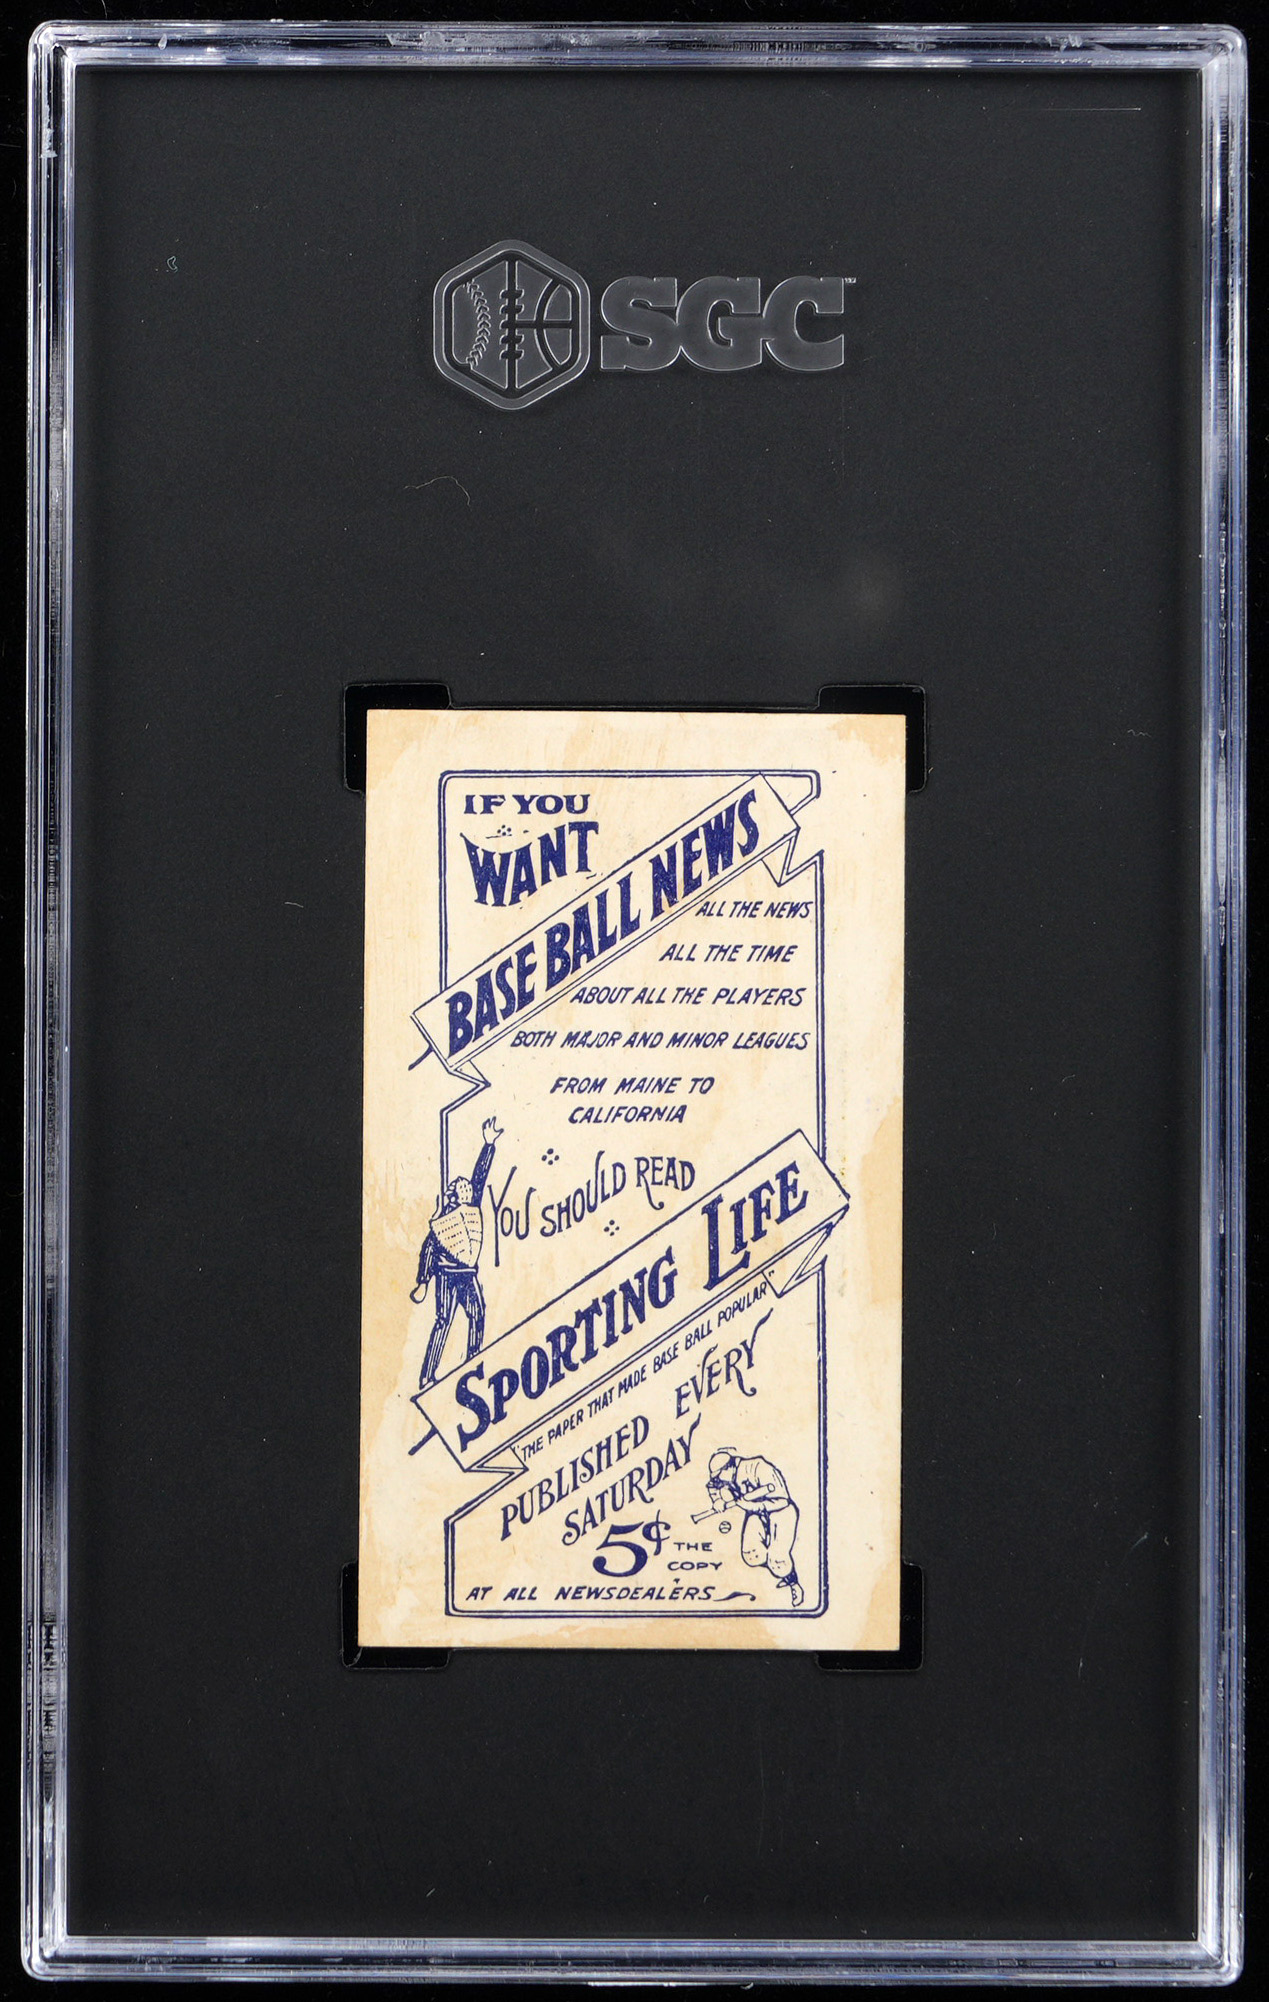 SGC
IF YOU
WANT
BASE BALL NEWS
ALL THE NEWS
ALL THE TIME
ABOUT ALL THE PLAYERS
BOTH MAJOR AND MINOR LEAGUES
FROM MAINE TO
CALIFORNIA
YOU SHOULD READ
SPORTING LIFE
"THE PAPER THAT MADE BASE BALL POPULAR"
PUBLISHED EVERY
SATURDAY
5¢ THE
COPY
AT ALL NEWSDEALERS